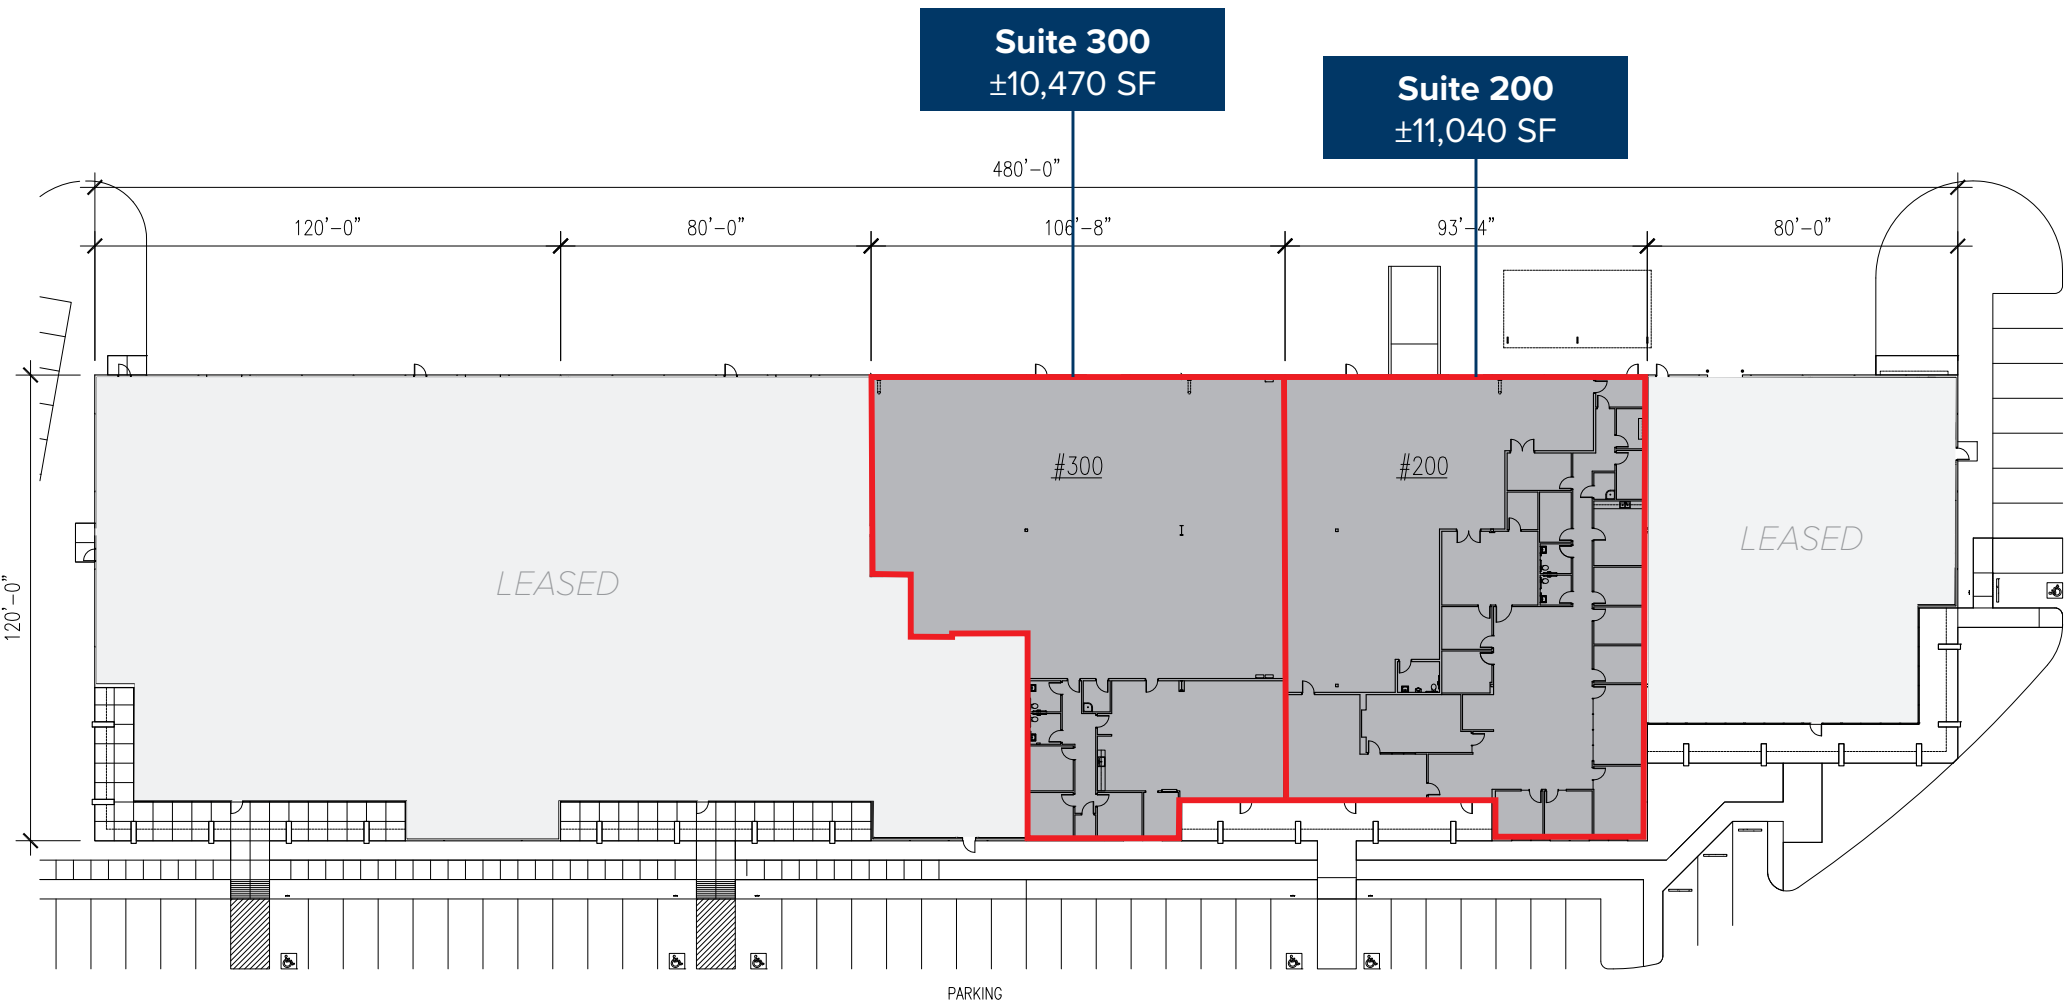 Suite 300
±10,470 SF
Suite 200
±11,040 SF
480'-0"
120'-0"
80'-0"
106'-8"
93'-4"
80'-0"
#300
#200
LEASED
LEASED
120'-0"
PARKING